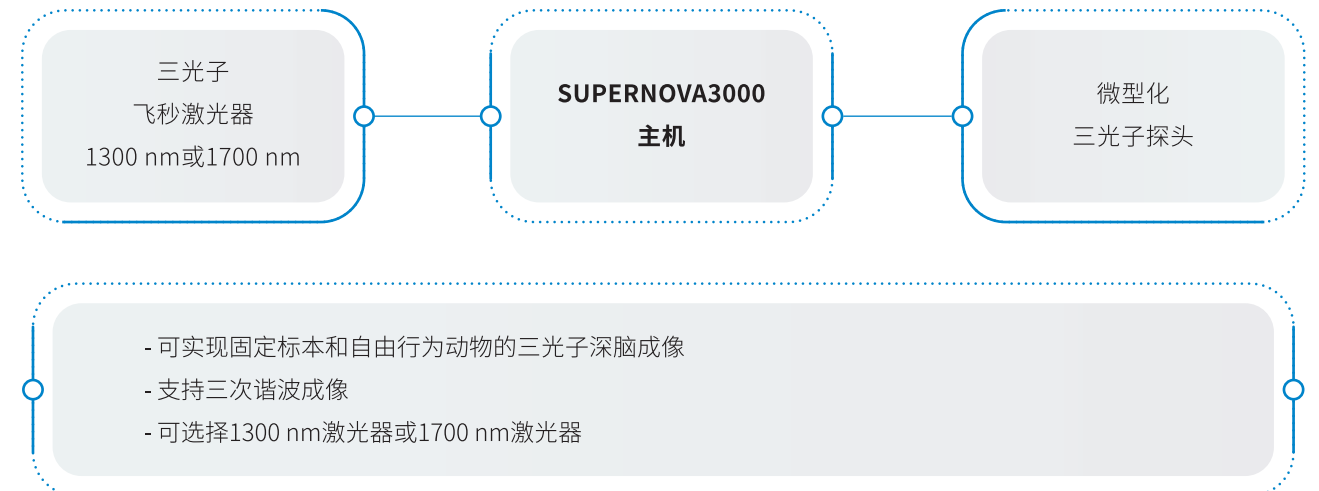 三光子
飞秒激光器
1300 nm或1700 nm
SUPERNOVA3000
主机
微型化
三光子探头
- 可实现固定标本和自由行为动物的三光子深脑成像
- 支持三次谐波成像
- 可选择1300 nm激光器或1700 nm激光器